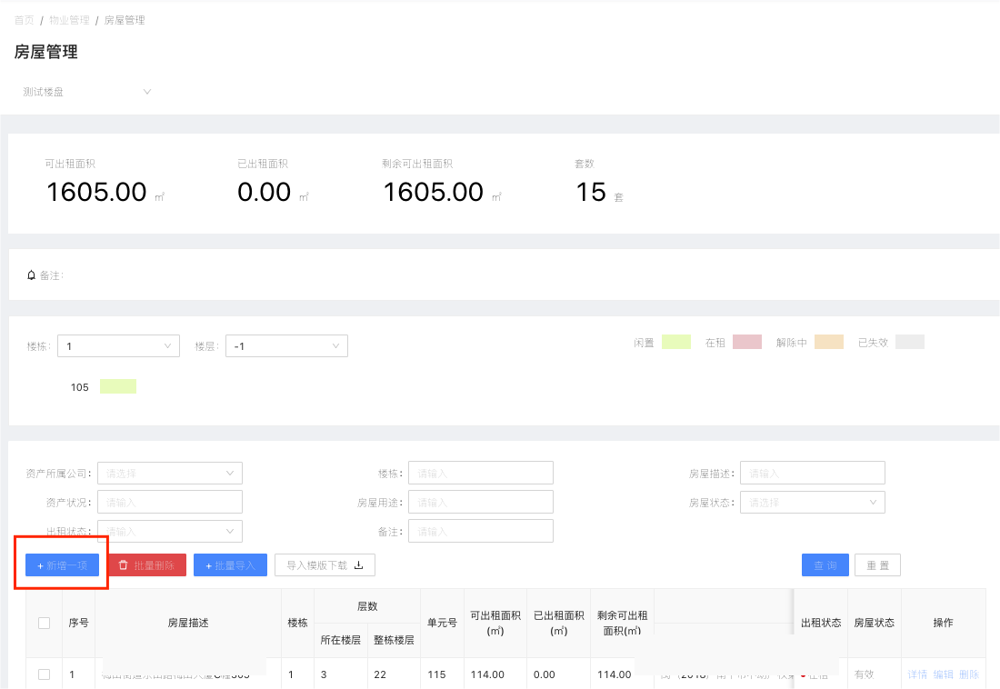 首页 / 物业管理 / 房屋管理
房屋管理
测试楼盘
可出租面积 已出租面积 剩余可出租面积 套数
1605.00 ㎡ 0.00 ㎡ 1605.00 ㎡ 15 套
备注:
楼栋: 1 楼层: -1 闲置 在租 解除中 已失效
105
资产所属公司: 请选择 楼栋: 请输入 房屋描述: 请输入
资产状况: 请输入 房屋用途: 请输入 房屋状态: 请选择
出租状态: 请输入 备注: 请输入
+ 新增一项 批量删除 + 批量导入 导入模版下载 查 询 重 置
序号 房屋描述 楼栋 层数 单元号 可出租面积(㎡) 已出租面积(㎡) 剩余可出租面积(㎡) 出租状态 房屋状态 操作
所在楼层 整栋楼层
1 1 3 22 115 114.00 0.00 114.00 在租 有效 详情 编辑 删除